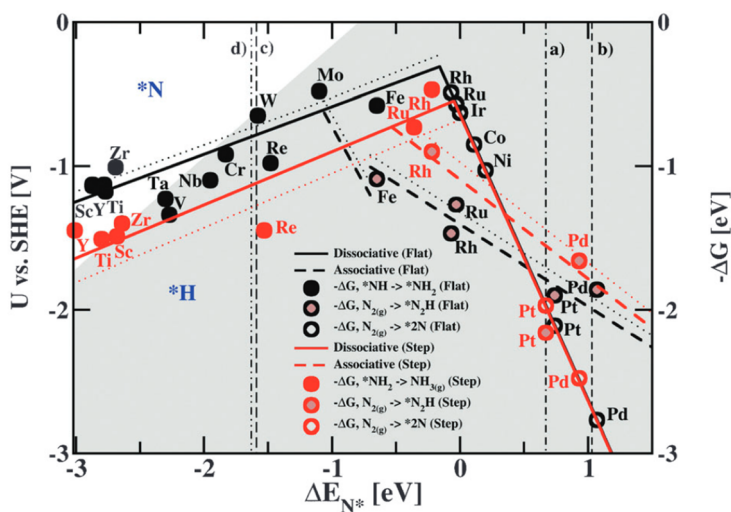 0
-1
-2
-3
U vs. SHE [V]
d)
c)
a)
b)
0
-1
-2
-3
-ΔG [eV]
*N
*H
Mo
W
Fe
Rh
Ru
Ir
Rh
Ru
Co
Ni
Zr
Re
Cr
Nb
Ta
V
Sc
Y
Ti
Rh
Fe
Ru
Rh
Zr
Sc
Ti
Y
Re
Pd
Pd
Pt
Pt
Pt
Pt
Pd
Pd
Dissociative (Flat)
Associative (Flat)
-ΔG, *NH -> *NH2 (Flat)
-ΔG, N2(g) -> *N2H (Flat)
-ΔG, N2(g) -> *2N (Flat)
Dissociative (Step)
Associative (Step)
-ΔG, *NH2 -> NH3(g) (Step)
-ΔG, N2(g) -> *N2H (Step)
-ΔG, N2(g) -> *2N (Step)
-3
-2
-1
0
1
ΔEN* [eV]